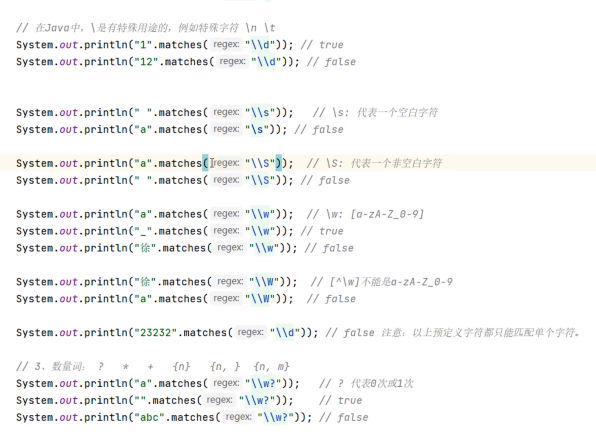 // 在Java中，\是有特殊用途的，例如特殊字符 \n \t
System.out.println("1".matches( regex: "\\d")); // true
System.out.println("12".matches( regex: "\\d")); // false
System.out.println(" ".matches( regex: "\\s"));   // \s: 代表一个空白字符
System.out.println("a".matches( regex: "\s")); // false
System.out.println("a".matches( regex: "\\S"));  // \S: 代表一个非空白字符
System.out.println(" ".matches( regex: "\\S")); // false
System.out.println("a".matches( regex: "\\w"));  // \w: [a-zA-Z_0-9]
System.out.println("_".matches( regex: "\\w")); // true
System.out.println("徐".matches( regex: "\\w")); // false
System.out.println("徐".matches( regex: "\\W"));  // [^\w]不能是a-zA-Z_0-9
System.out.println("a".matches( regex: "\\W"));  // false
System.out.println("23232".matches( regex: "\\d")); // false 注意：以上预定义字符都只能匹配单个字符。
// 3、数量词： ?   *   +   {n}   {n, }  {n, m}
System.out.println("a".matches( regex: "\\w?"));   // ? 代表0次或1次
System.out.println("".matches( regex: "\\w?"));    // true
System.out.println("abc".matches( regex: "\\w?")); // false